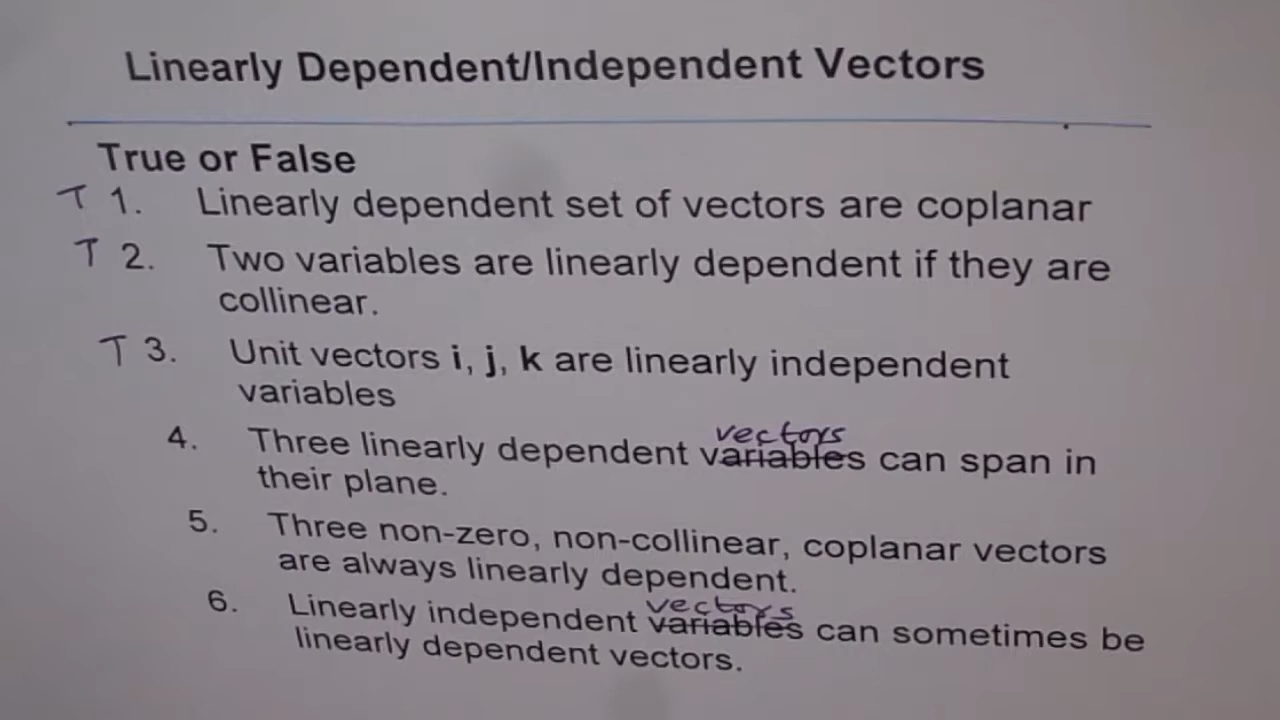 Linearly Dependent/Independent Vectors
True or False
T 1. Linearly dependent set of vectors are coplanar
T 2. Two variables are linearly dependent if they are
collinear.
T 3. Unit vectors i, j, k are linearly independent
variables
vectors
4. Three linearly dependent variables can span in
their plane.
5. Three non-zero, non-collinear, coplanar vectors
are always linearly dependent.
vectors
6. Linearly independent variables can sometimes be
linearly dependent vectors.